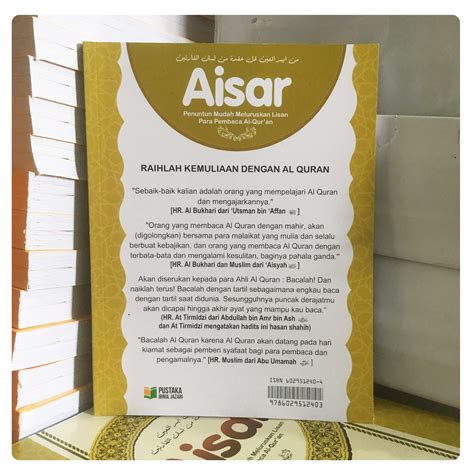 Aisar
Penuntun Mudah Meluruskan Lisan
Para Pembaca Al-Qur'an
RAIHLAH KEMULIAAN DENGAN AL QURAN
"Sebaik-baik kalian adalah orang yang mempelajari Al Quran
dan mengajarkannya."
[HR. Al Bukhari dari 'Utsman bin 'Affan]
"Orang yang membaca Al Quran dengan mahir, akan
(digolongkan) bersama para malaikat yang mulia dan selalu
berbuat kebajikan, dan orang yang membaca Al Quran dengan
terbata-bata dan mengalami kesulitan, baginya pahala ganda."
[HR. Al Bukhari dan Muslim dari 'Aisyah]
Akan diserukan kepada para Ahli Al Quran : Bacalah! Dan
naiklah terus! Bacalah dengan tartil sebagaimana engkau baca
dengan tartil saat didunia. Sesungguhnya puncak derajatmu
akan dicapai hingga akhir ayat yang mampu kau baca."
(HR. At Tirmidzi dari Abdullah bin Amr bin Ash
dan At Tirmidzi mengatakan hadits ini hasan shahih)
"Bacalah Al Quran karena Al Quran akan datang pada hari
kiamat sebagai pemberi syafaat bagi para pembaca dan
pengamalnya." [HR. Muslim dari Abu Umamah]
PUSTAKA
IBNUL JAZARI
ISBN 602951240-4
9786029512403
Aisar